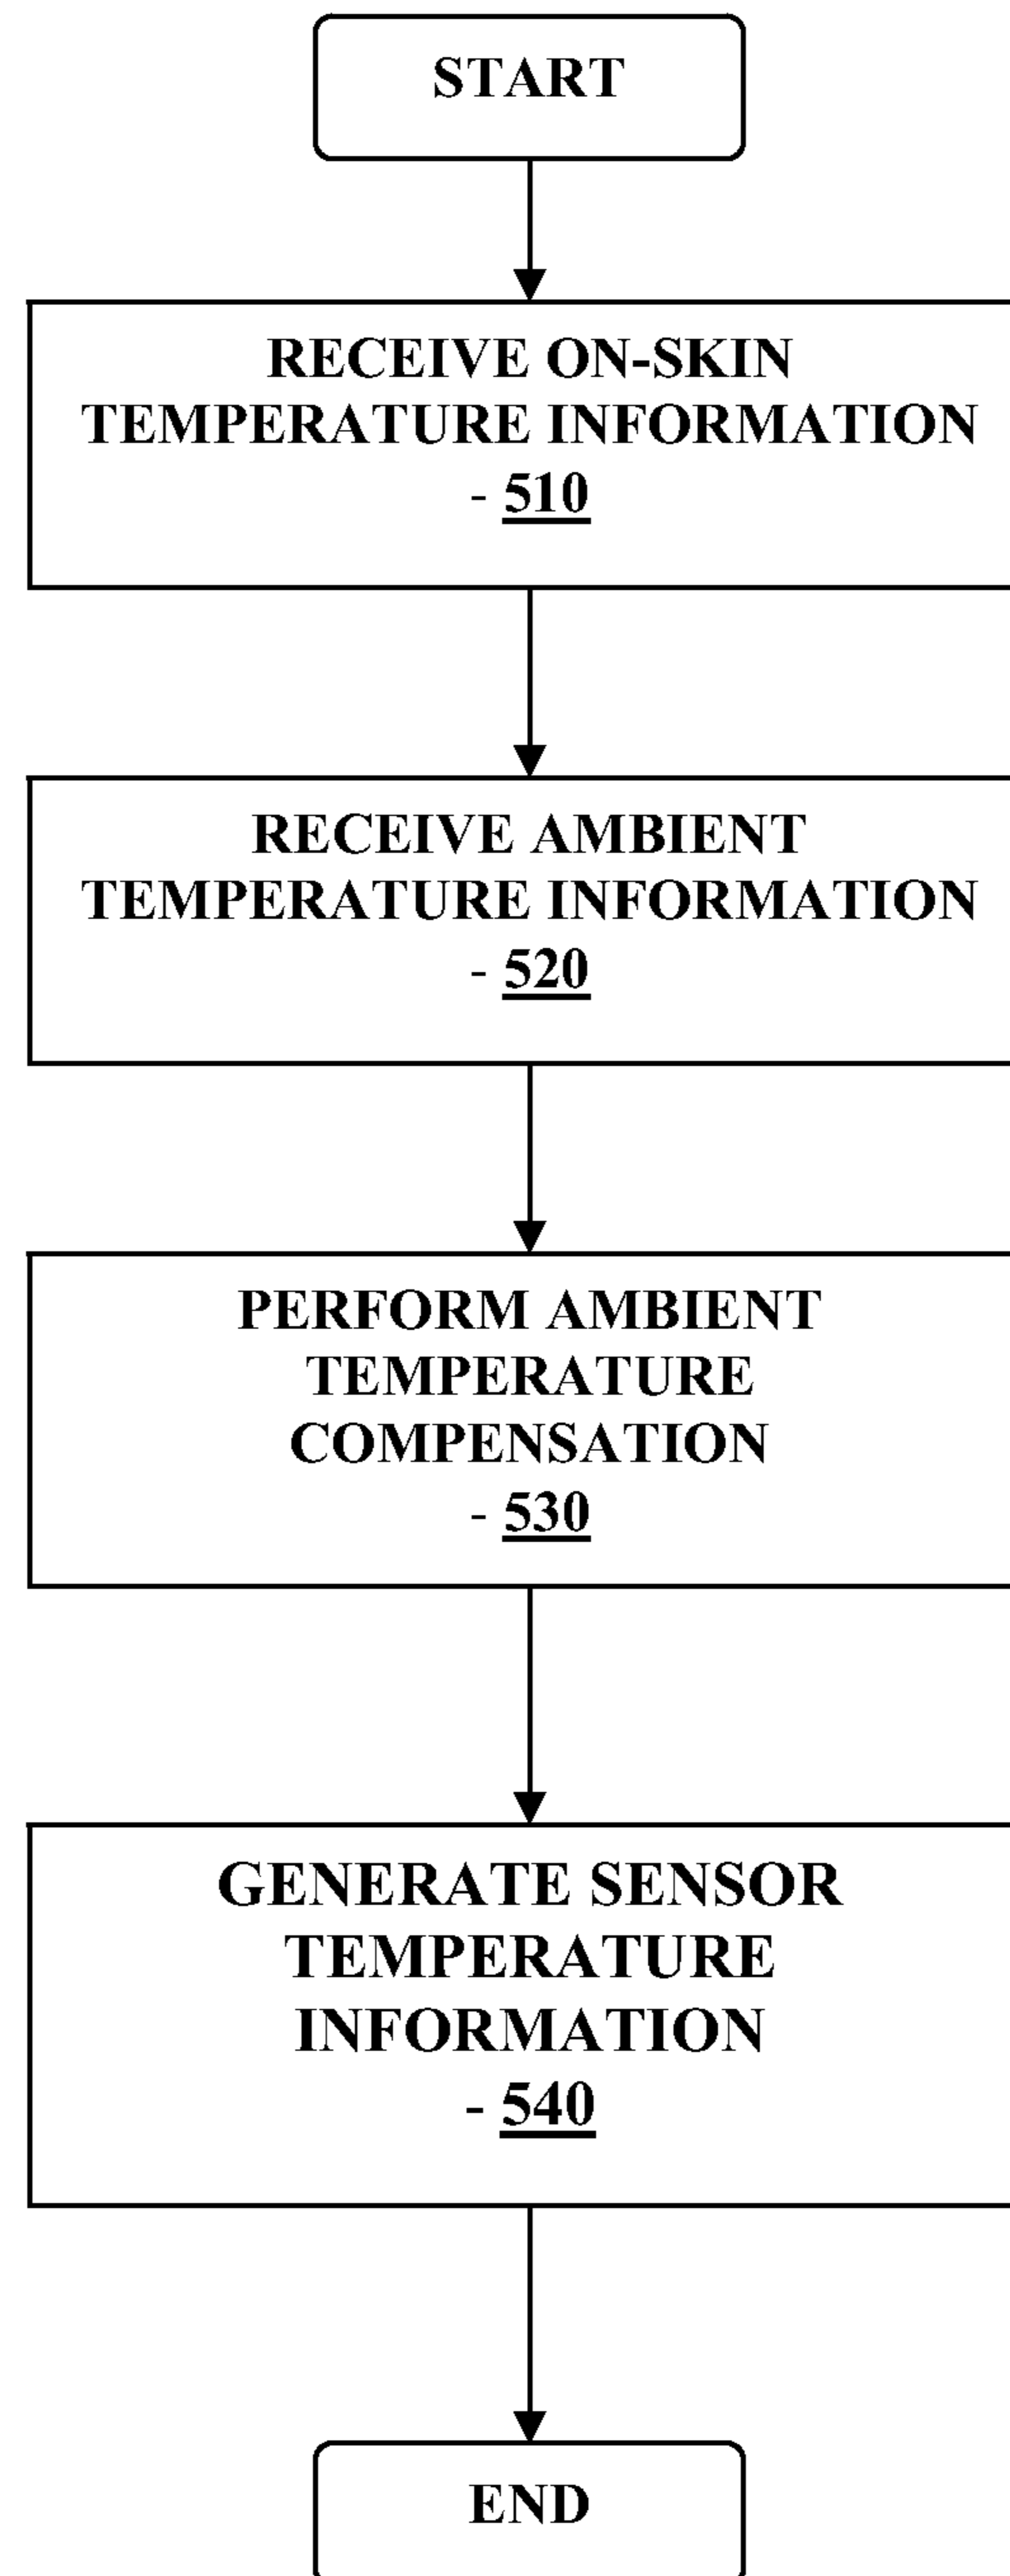 START
RECEIVE ON-SKIN
TEMPERATURE INFORMATION
- 510
RECEIVE AMBIENT
TEMPERATURE INFORMATION
- 520
PERFORM AMBIENT
TEMPERATURE
COMPENSATION
- 530
GENERATE SENSOR
TEMPERATURE
INFORMATION
- 540
END